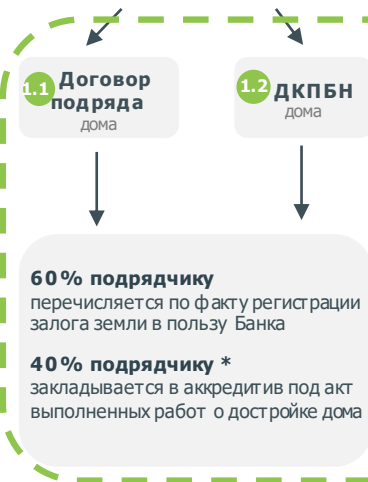 1.1 Договор
подряда
дома
1.2 ДКПБН
дома
60% подрядчику
перечисляется по факту регистрации
залога земли в пользу Банка
40% подрядчику *
закладывается в аккредитив под акт
выполненных работ о достройке дома